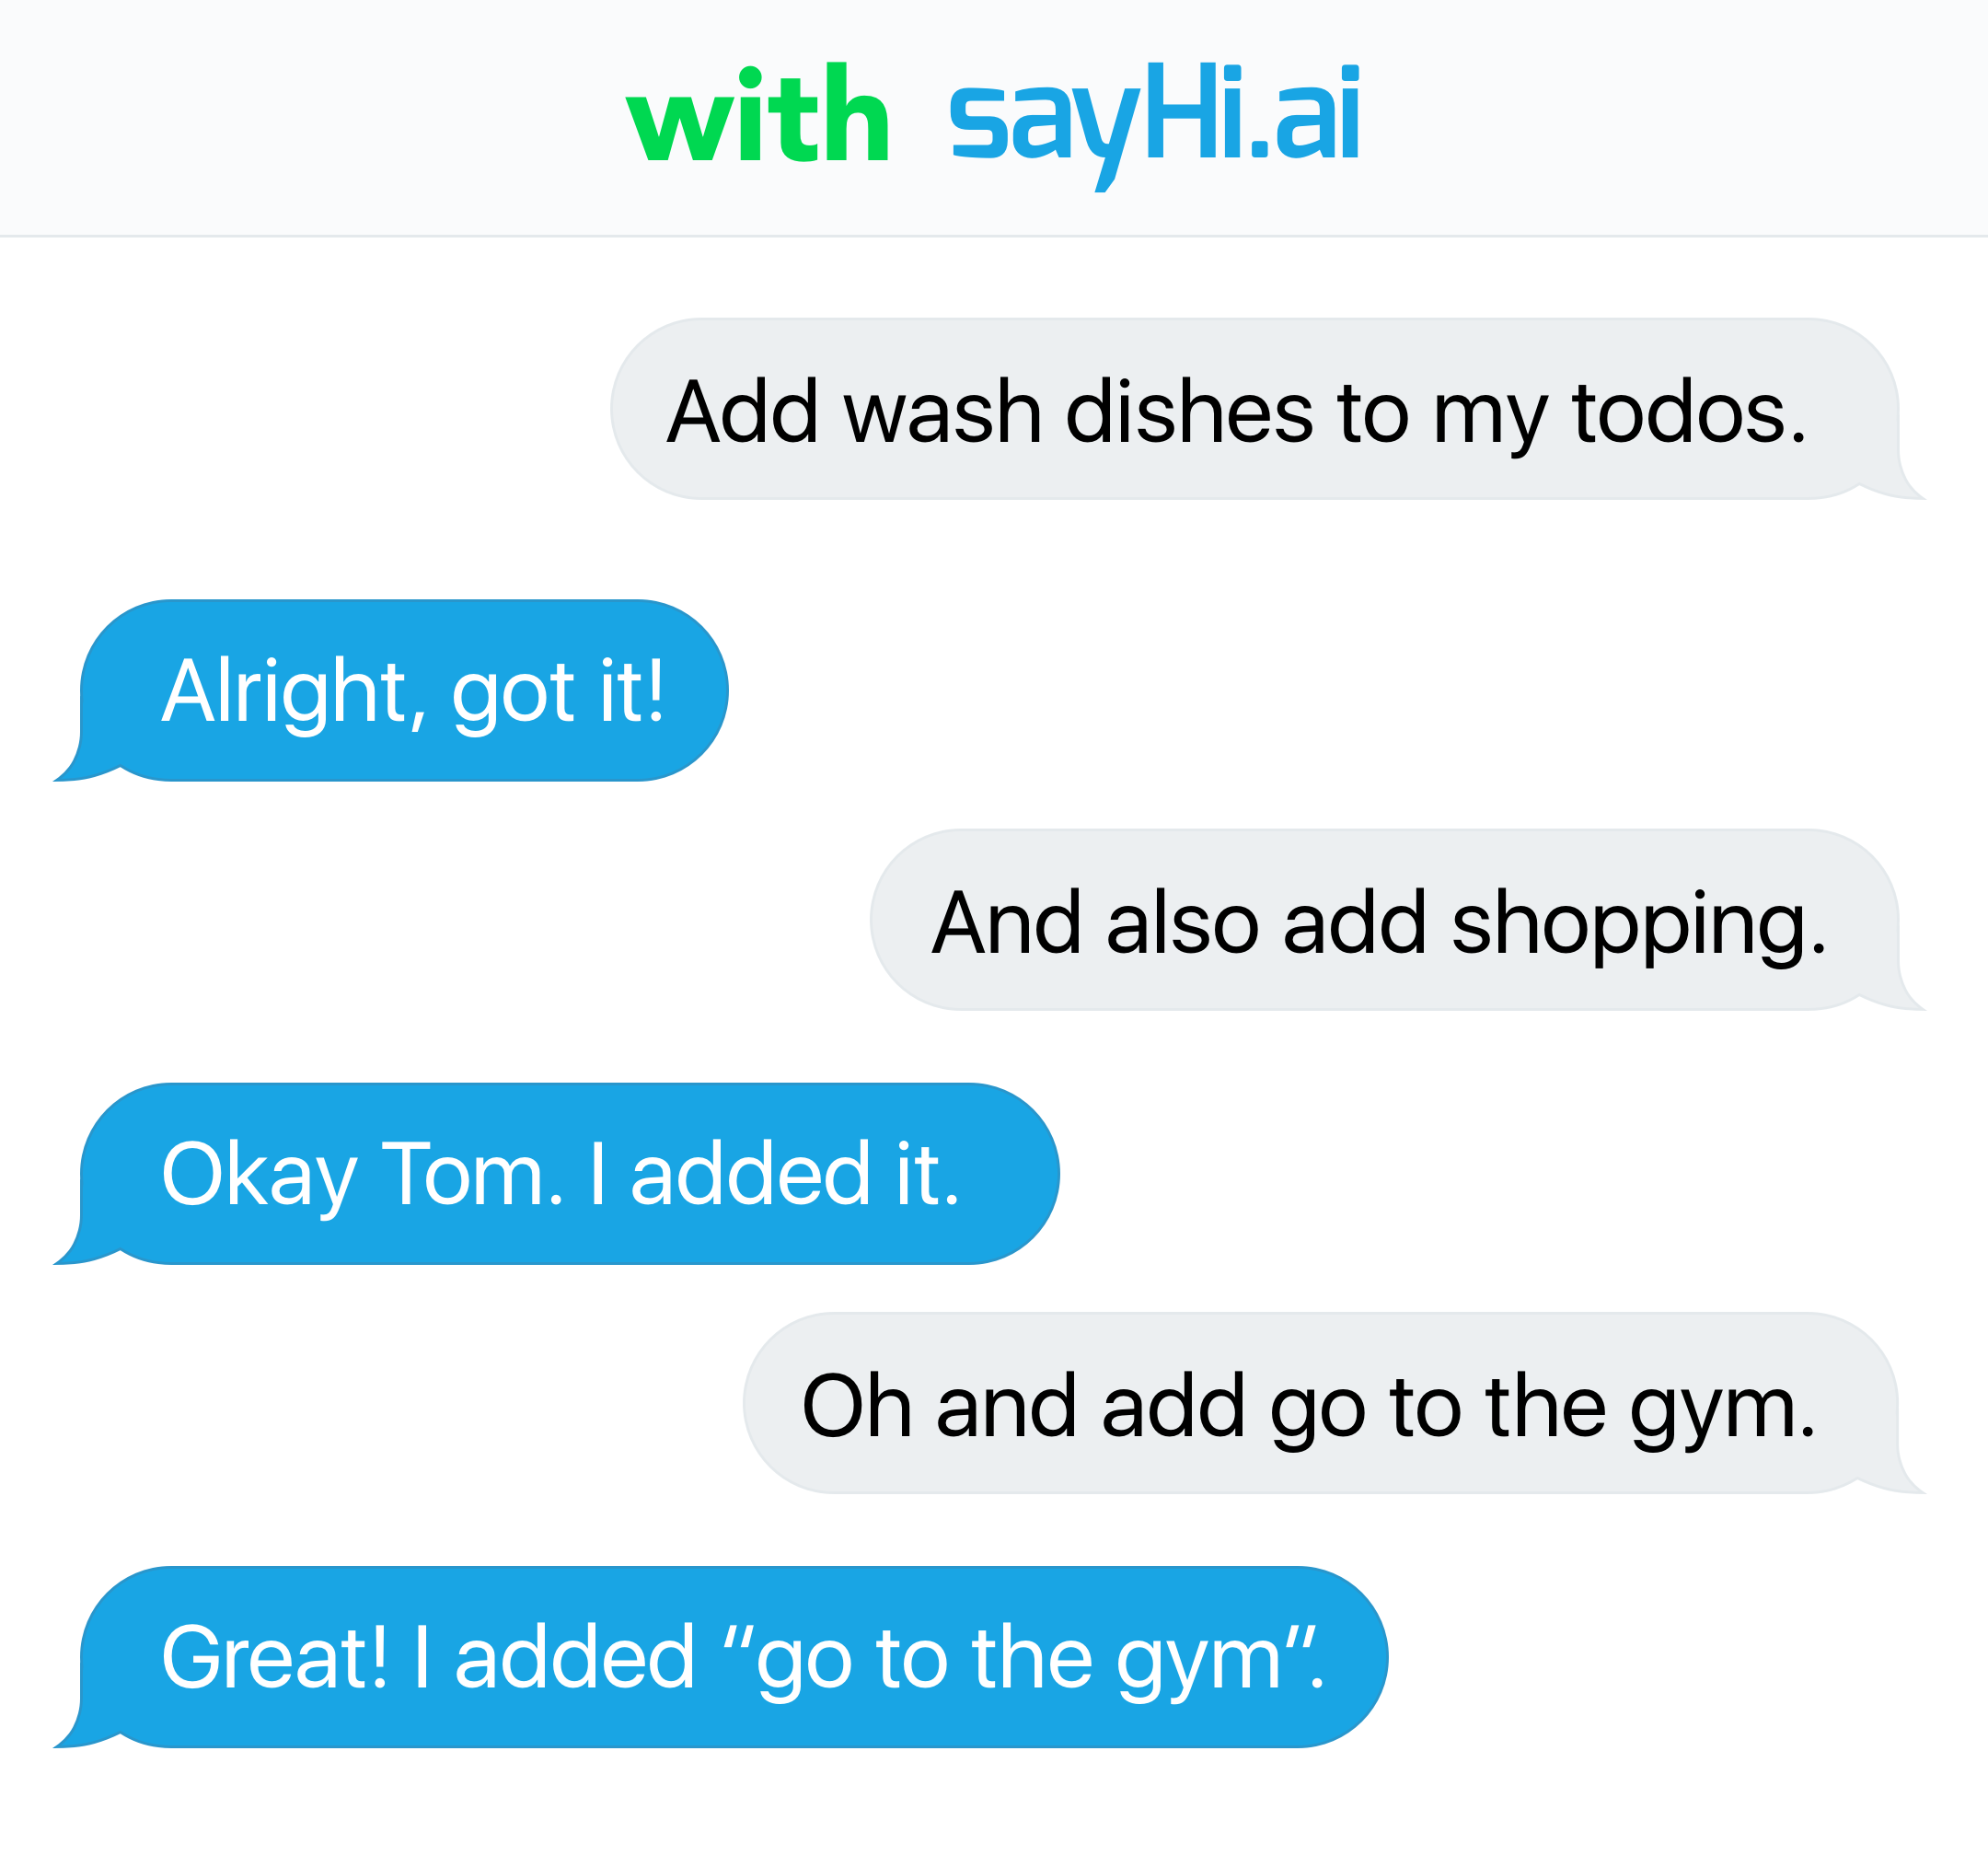 with sayHi.ai
Add wash dishes to my todos.
Alright, got it!
And also add shopping.
Okay Tom. I added it.
Oh and add go to the gym.
Great! I added “go to the gym”.